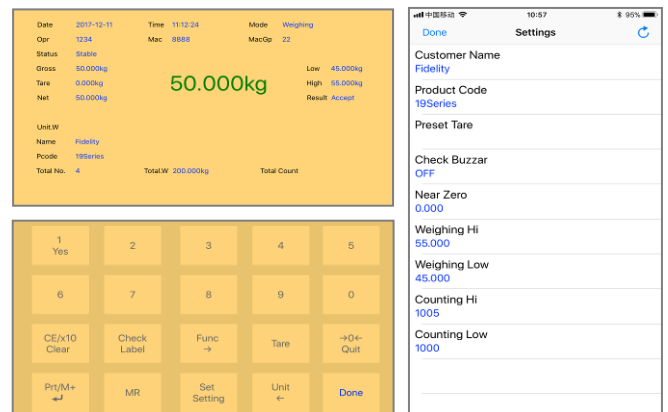 Date 2017-12-11 Time 11:12:24 Mode Weighing
Opr 1234 Mac 8888 MacGp 22
Status Stable
Gross 50.000kg Low 45.000kg
Tare 0.000kg 50.000kg High 55.000kg
Net 50.000kg Result Accept
Unit.W
Name Fidelity
Pcode 19Series
Total No. 4 Total.W 200.000kg Total Count
1 2 3 4 5
Yes
6 7 8 9 0
CE/x10 Check Func Tare →0←
Clear Label → Quit
Prt/M+ MR Set Unit Done
↵ Setting ←
中国移动 10:57 95%
Done Settings
Customer Name
Fidelity
Product Code
19Series
Preset Tare
Check Buzzar
OFF
Near Zero
0.000
Weighing Hi
55.000
Weighing Low
45.000
Counting Hi
1005
Counting Low
1000